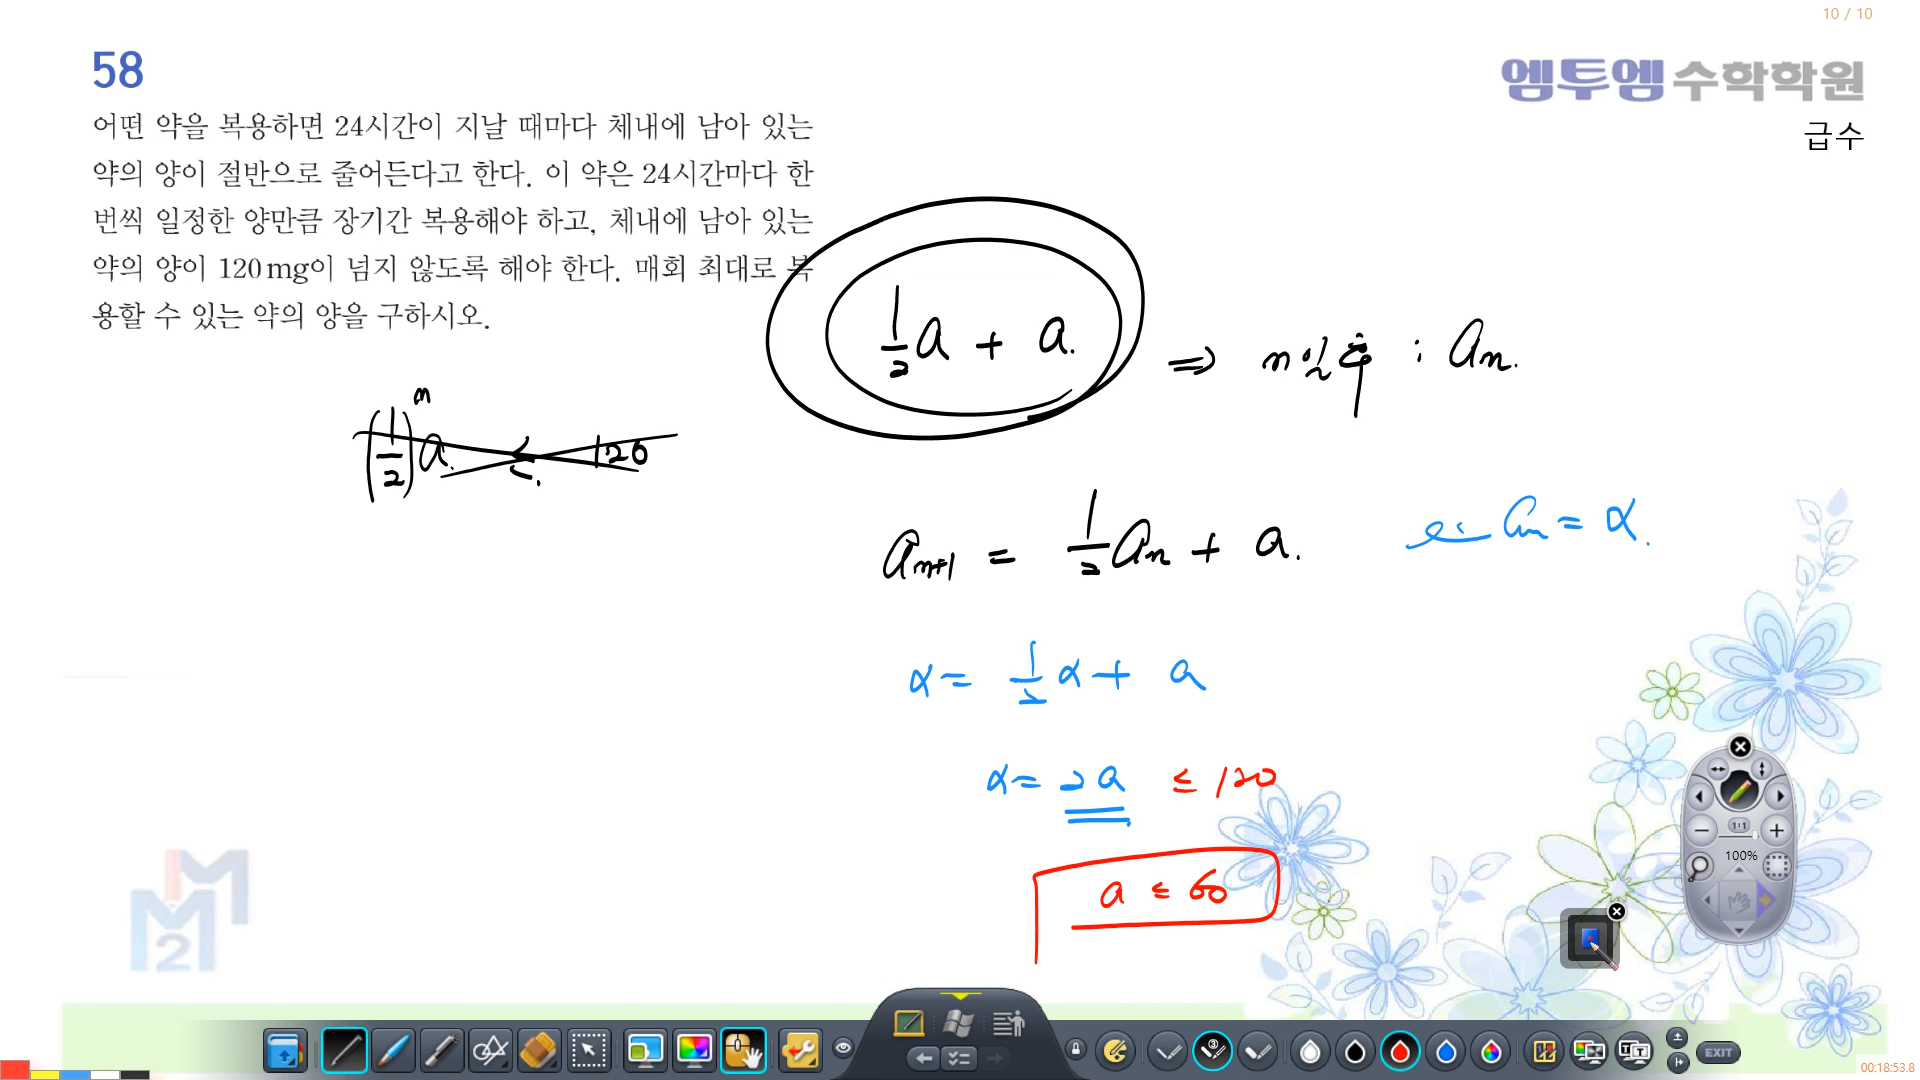 10 / 10
58
엠투엠 수학학원
급수
어떤 약을 복용하면 24시간이 지날 때마다 체내에 남아 있는
약의 양이 절반으로 줄어든다고 한다. 이 약은 24시간마다 한
번씩 일정한 양만큼 장기간 복용해야 하고, 체내에 남아 있는
약의 양이 120 mg이 넘지 않도록 해야 한다. 매회 최대로 복
용할 수 있는 약의 양을 구하시오.
1/2 a + a. ⇒ n일후 : an.
(1/2)^n a ≤ 120
an+1 = 1/2 an + a.
an = α.
α = 1/2 α + a
α = 2a ≤ 120
a ≤ 60
M2M
1:1
100%
EXIT
00:18:53.8